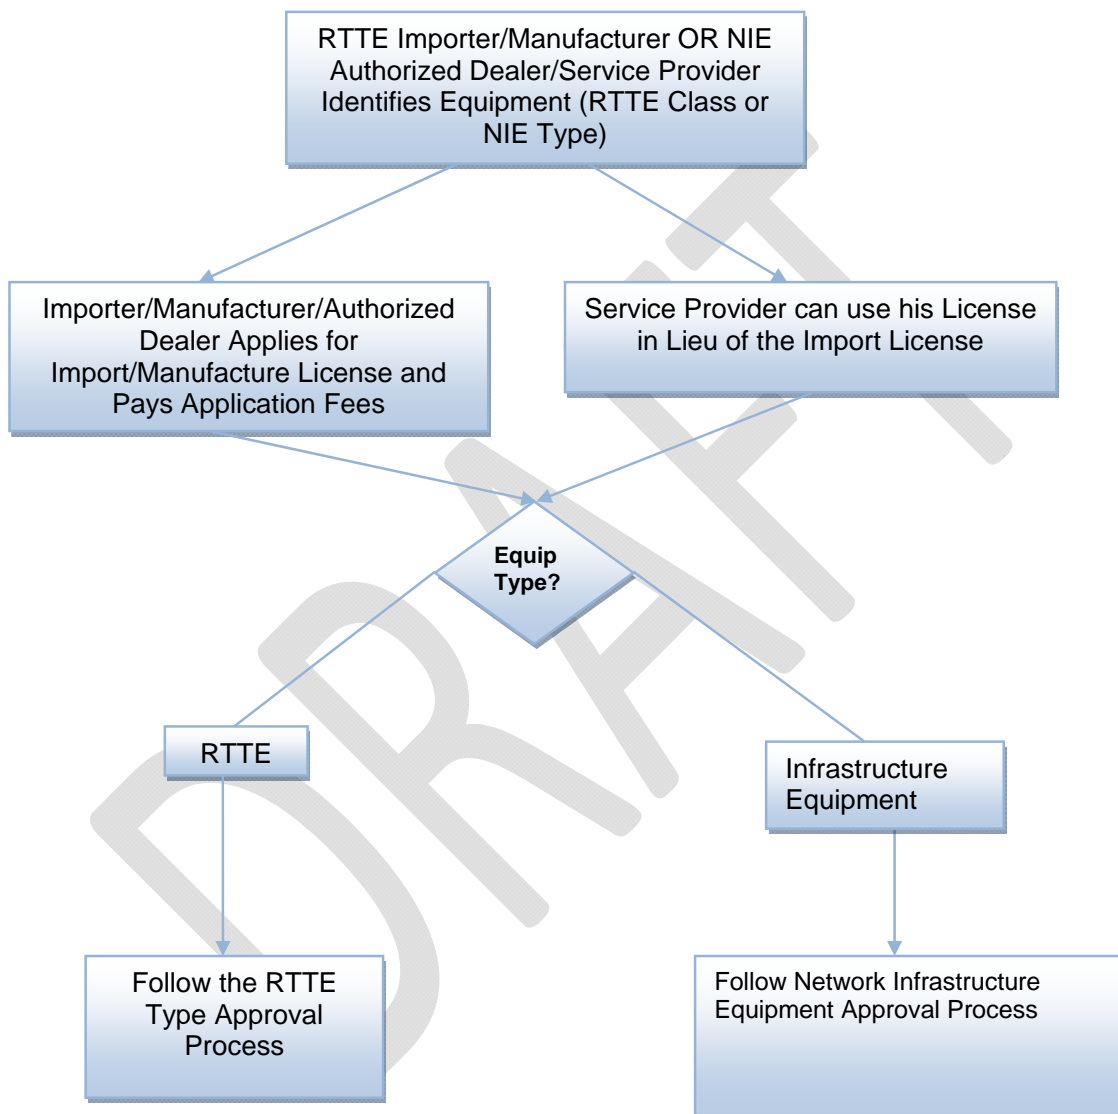 RTTE Importer/Manufacturer OR NIE
Authorized Dealer/Service Provider
Identifies Equipment (RTTE Class or
NIE Type)
Importer/Manufacturer/Authorized
Dealer Applies for
Import/Manufacture License and
Pays Application Fees
Service Provider can use his License
in Lieu of the Import License
Equip
Type?
RTTE
Infrastructure
Equipment
Follow the RTTE
Type Approval
Process
Follow Network Infrastructure
Equipment Approval Process
DRAFT